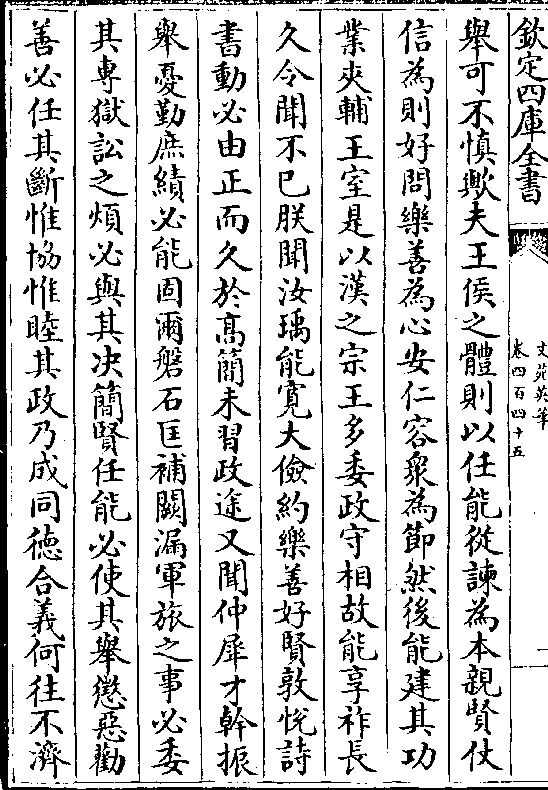 欽定四庫全書
文苑英華
卷四百四十五
舉可不慎歟夫王侯之體則以任能從諫為本親賢仗
信為則好問樂善為心安仁容衆為節然後能建其功
業夾輔王室是以漢之宗王多委政守相故能享祚長
久令聞不已朕聞汝瑀能寛大儉約樂善好賢敦悦詩
書動必由正而久於高簡未習政途又聞仲犀才幹振
舉憂勤庶績必能固爾磐石匡補闕漏軍旅之事必委
其專獄訟之煩必與其决簡賢任能必使其舉懲惡勸
善必任其斷惟協惟睦其政乃成同徳合義何往不濟